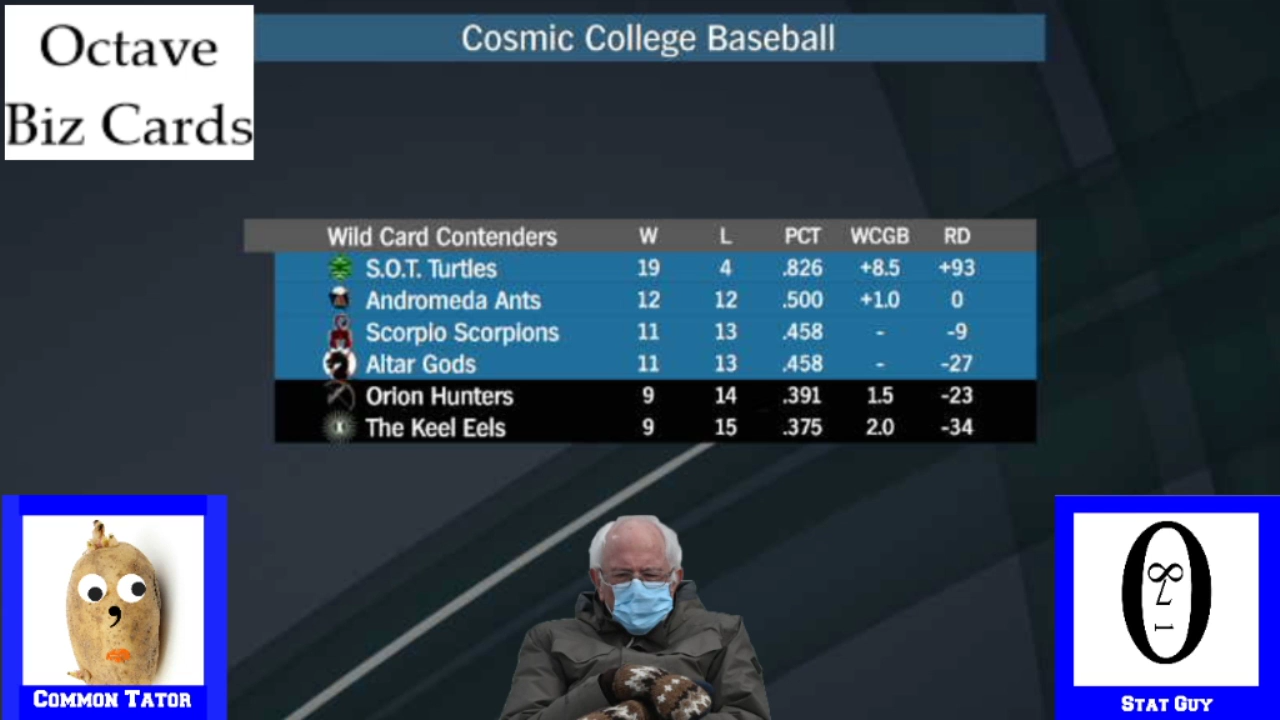 Octave
Biz Cards
Cosmic College Baseball
Wild Card Contenders W L PCT WCGB RD
S.O.T. Turtles 19 4 .826 +8.5 +93
Andromeda Ants 12 12 .500 +1.0 0
Scorpio Scorpions 11 13 .458 - -9
Altar Gods 11 13 .458 - -27
Orion Hunters 9 14 .391 1.5 -23
The Keel Eels 9 15 .375 2.0 -34
COMMON TATOR
STAT GUY